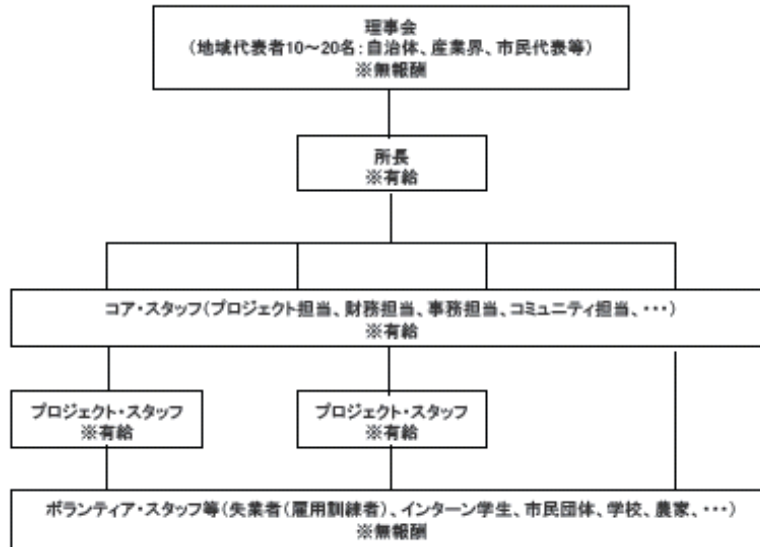 理事会
(地域代表者10～20名:自治体、産業界、市民代表等)
※無報酬
所長
※有給
コア・スタッフ(プロジェクト担当、財務担当、事務担当、コミュニティ担当、･･･)
※有給
プロジェクト・スタッフ
※有給
プロジェクト・スタッフ
※有給
ボランティア・スタッフ等(失業者(雇用訓練者)、インターン学生、市民団体、学校、農家、･･･)
※無報酬